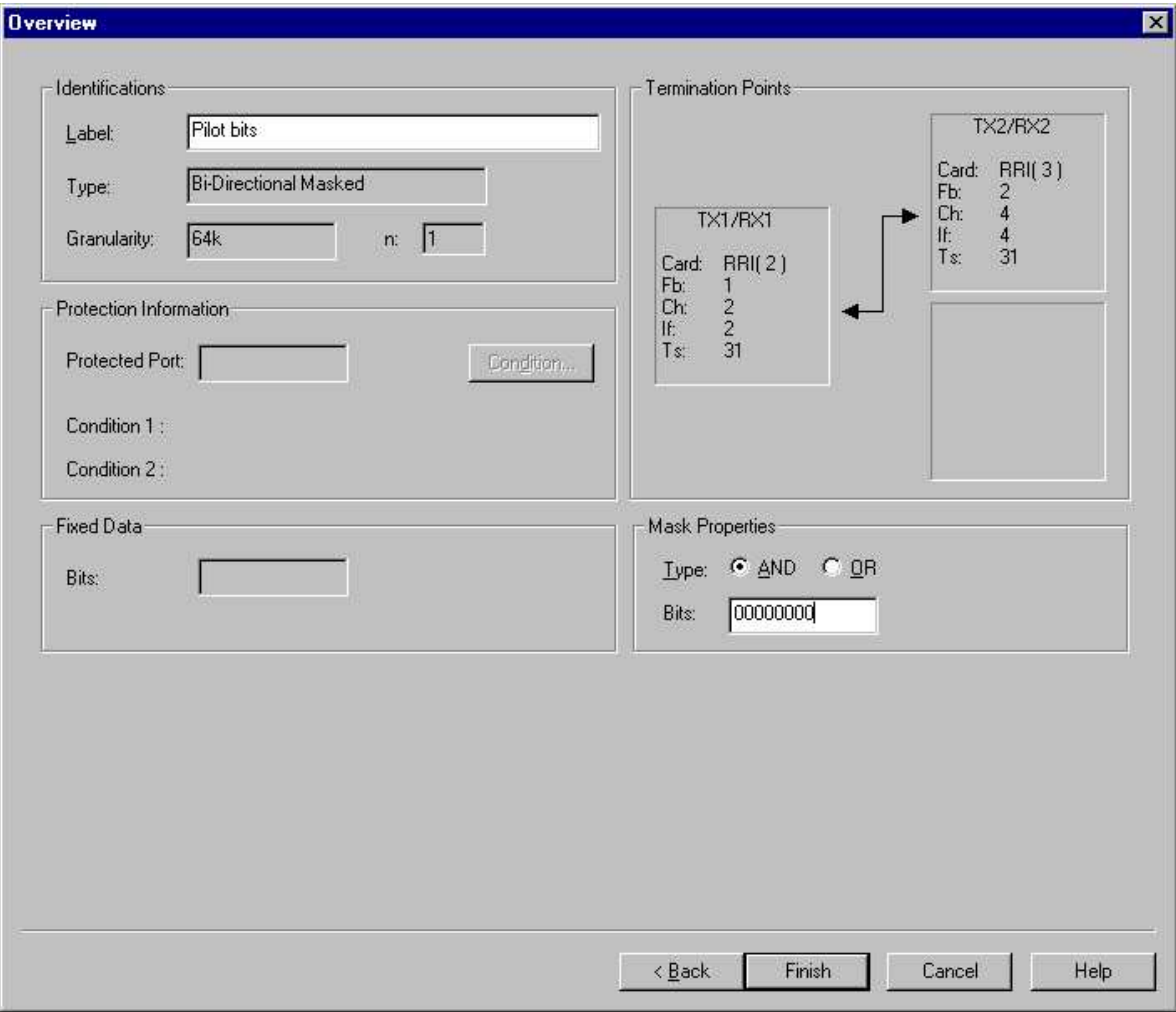 Overview
Identifications
Label: Pilot bits
Type: Bi-Directional Masked
Granularity: 64k n: 1
Protection Information
Protected Port: Condition...
Condition 1 :
Condition 2 :
Fixed Data
Bits:
Termination Points
TX1/RX1
Card: RRI( 2 )
Fb: 1
Ch: 2
If: 2
Ts: 31
TX2/RX2
Card: RRI( 3 )
Fb: 2
Ch: 4
If: 4
Ts: 31
Mask Properties
Type: AND OR
Bits: 00000000
< Back Finish Cancel Help